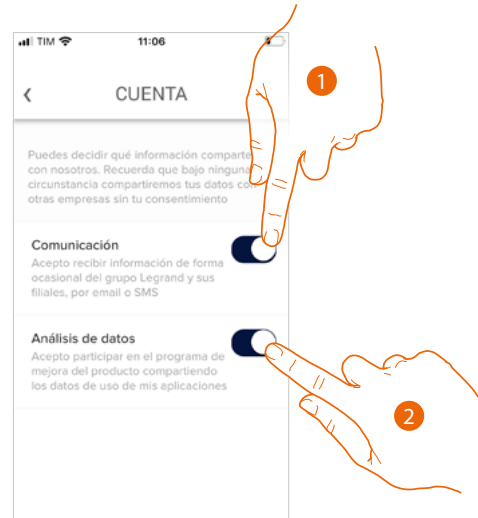 TIM 11:06
CUENTA
Puedes decidir qué información comparte
con nosotros. Recuerda que bajo ninguna
circunstancia compartiremos tus datos con
otras empresas sin tu consentimiento
Comunicación
Acepto recibir información de forma
ocasional del grupo Legrand y sus
filiales, por email o SMS
Análisis de datos
Acepto participar en el programa de
mejora del producto compartiendo
los datos de uso de mis aplicaciones
1
2